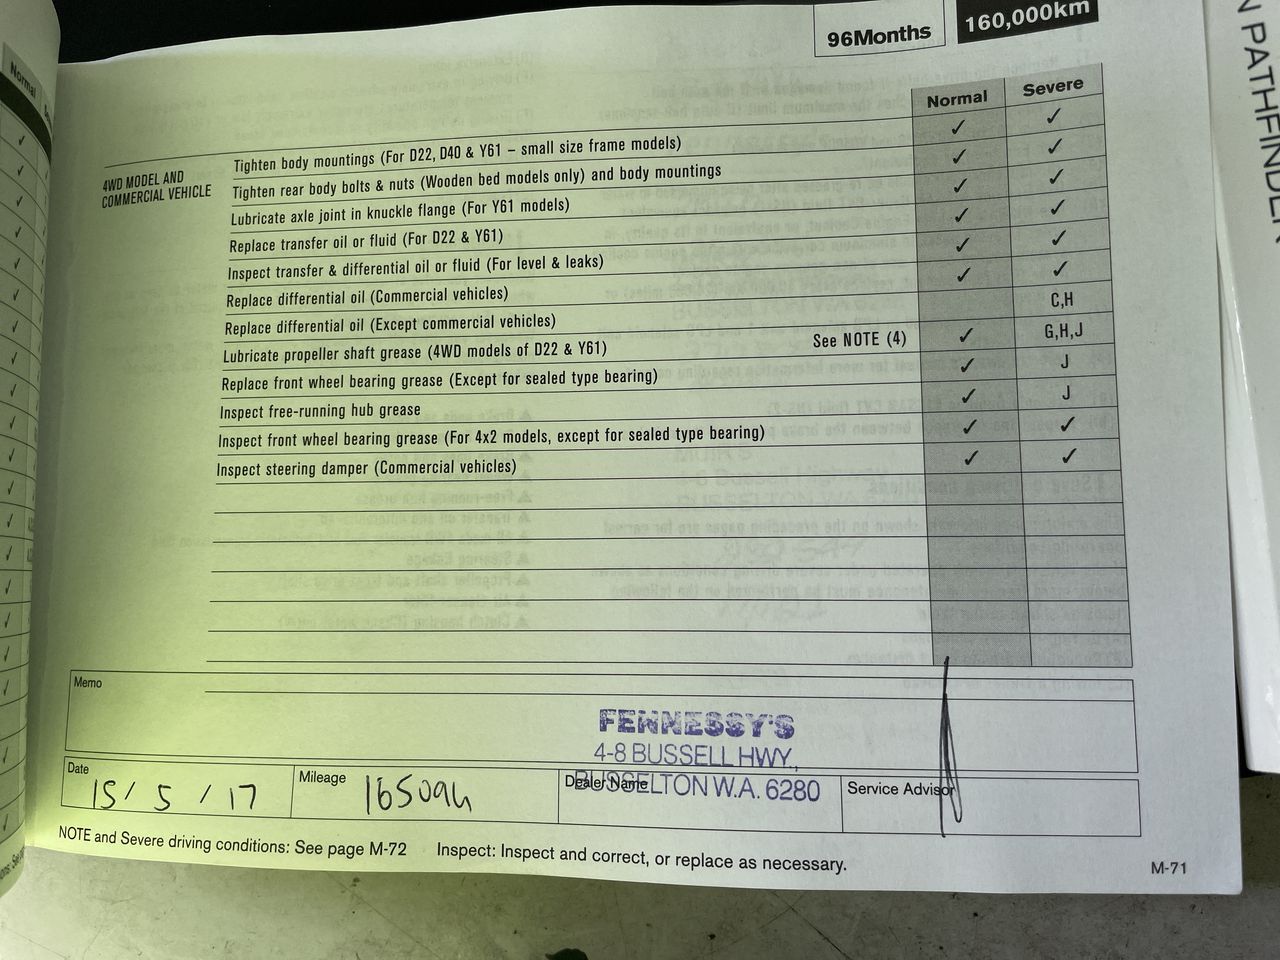 96Months
160,000km
Normal
Severe
4WD MODEL AND
COMMERCIAL VEHICLE
Tighten body mountings (For D22, D40 & Y61 – small size frame models) ✓ ✓
Tighten rear body bolts & nuts (Wooden bed models only) and body mountings ✓ ✓
Lubricate axle joint in knuckle flange (For Y61 models) ✓ ✓
Replace transfer oil or fluid (For D22 & Y61) ✓ ✓
Inspect transfer & differential oil or fluid (For level & leaks) ✓ ✓
Replace differential oil (Commercial vehicles) ✓ ✓
Replace differential oil (Except commercial vehicles) C,H
Lubricate propeller shaft grease (4WD models of D22 & Y61) See NOTE (4) ✓ G,H,J
Replace front wheel bearing grease (Except for sealed type bearing) ✓ J
Inspect free-running hub grease ✓ J
Inspect front wheel bearing grease (For 4x2 models, except for sealed type bearing) ✓ ✓
Inspect steering damper (Commercial vehicles) ✓ ✓
Memo
FENNESSY'S
4-8 BUSSELL HWY.,
BUSSELTON W.A. 6280
Date
15/5/17
Mileage
165094
Dealer Name
Service Advisor
NOTE and Severe driving conditions: See page M-72 Inspect: Inspect and correct, or replace as necessary.
M-71
Normal
N PATHFINDER